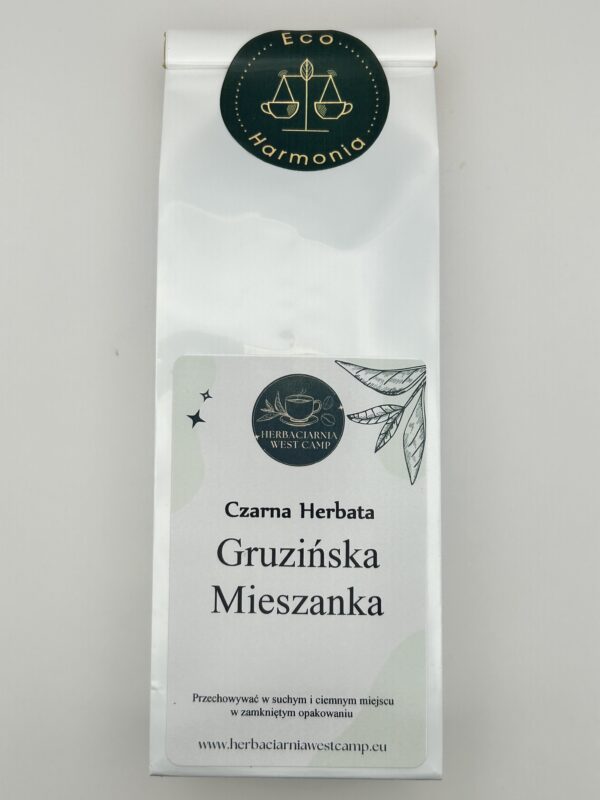 Eco
Harmonia
HERBACIARNIA
WEST CAMP
Czarna Herbata
Gruzińska
Mieszanka
Przechowywać w suchym i ciemnym miejscu
w zamkniętym opakowaniu
www.herbaciarniawestcamp.eu